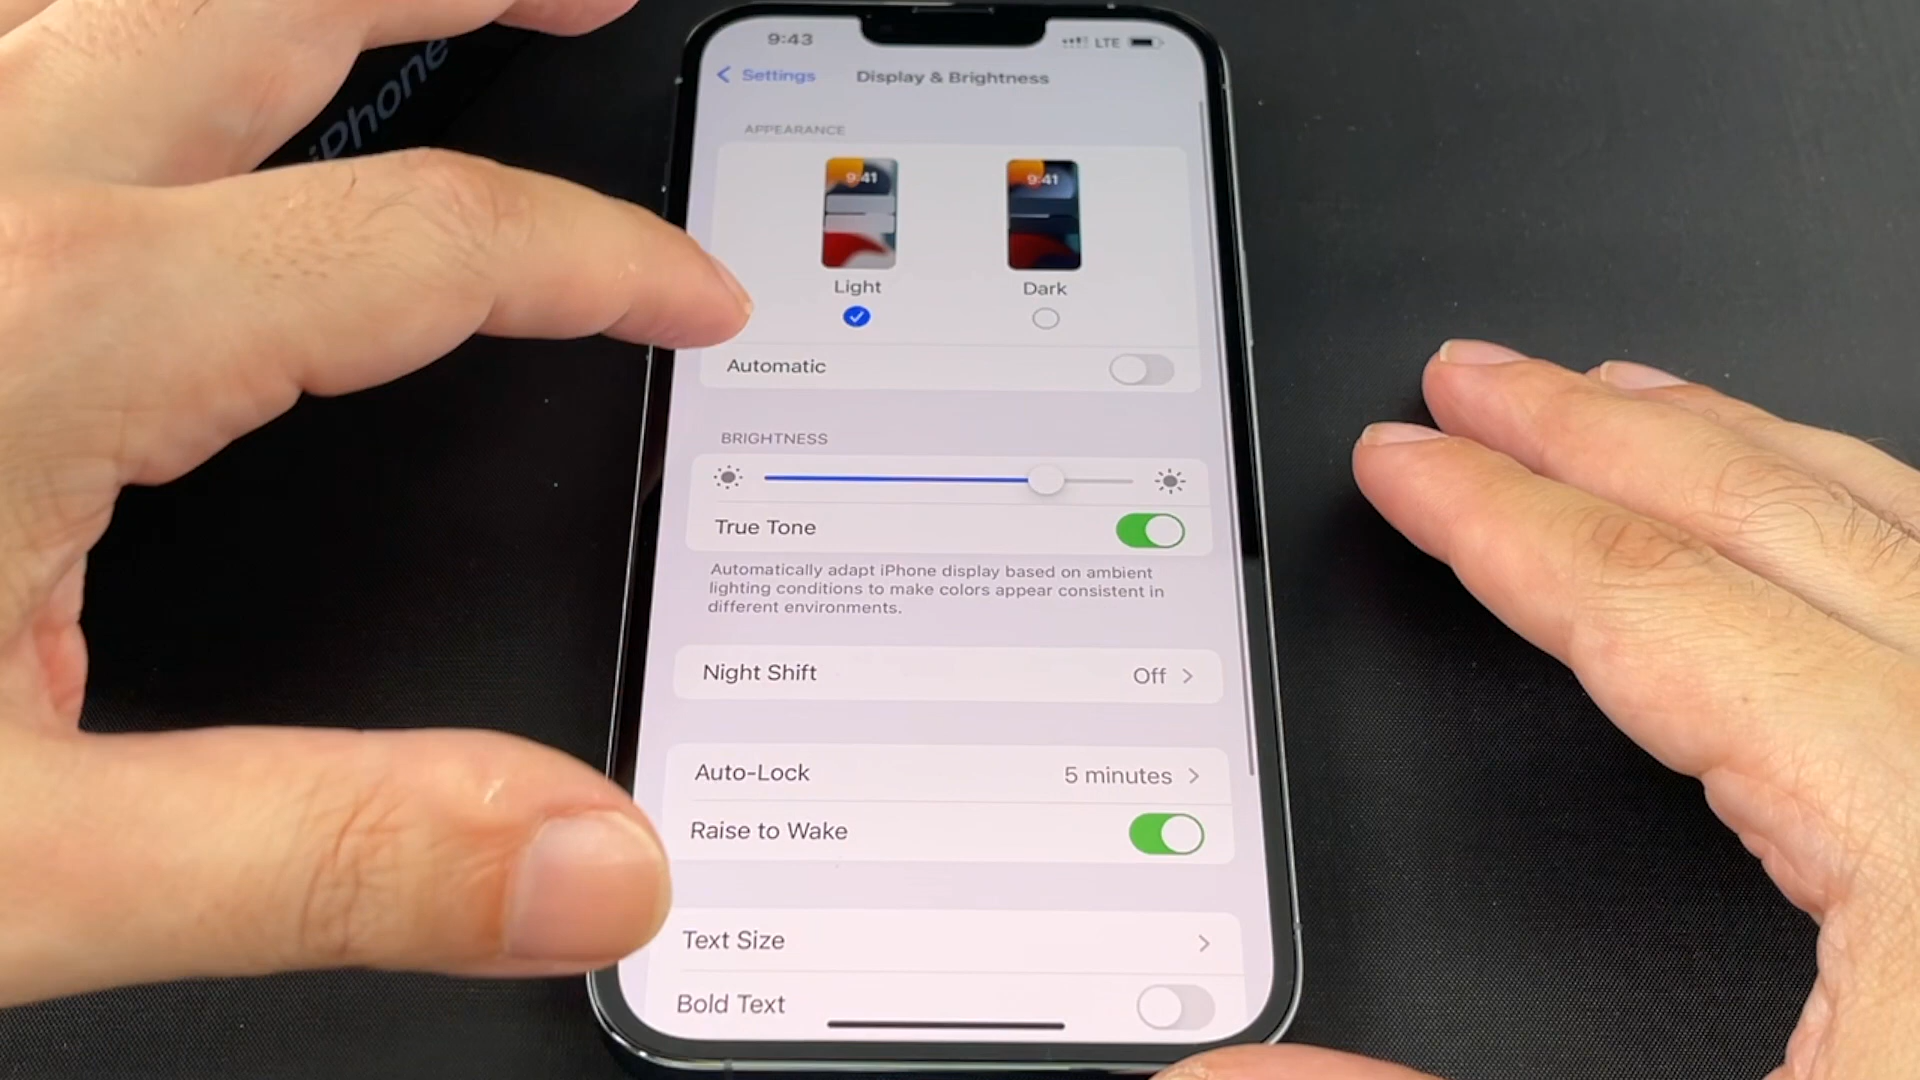 iPhone
9:43
LTE
Settings
Display & Brightness
APPEARANCE
9:41
9:41
Light
Dark
Automatic
BRIGHTNESS
True Tone
Automatically adapt iPhone display based on ambient
lighting conditions to make colors appear consistent in
different environments.
Night Shift
Off
Auto-Lock
5 minutes
Raise to Wake
Text Size
Bold Text